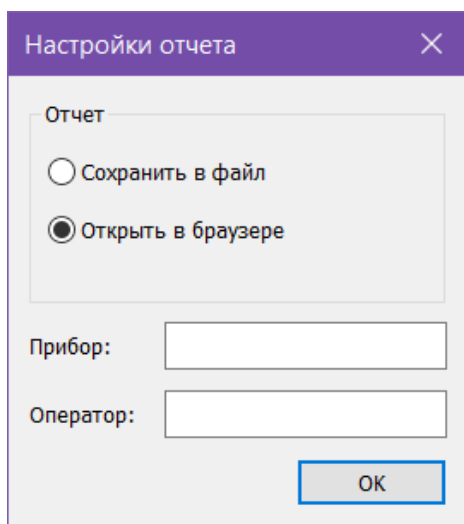 Настройки отчета
Отчет
Сохранить в файл
Открыть в браузере
Прибор:
Оператор:
OK